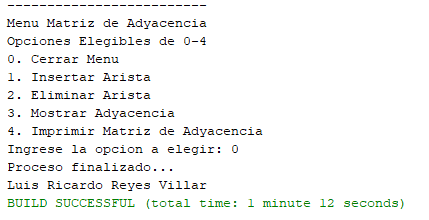 -------------------------
Menu Matriz de Adyacencia
Opciones Elegibles de 0-4
0. Cerrar Menu
1. Insertar Arista
2. Eliminar Arista
3. Mostrar Adyacencia
4. Imprimir Matriz de Adyacencia
Ingrese la opcion a elegir: 0
Proceso finalizado...
Luis Ricardo Reyes Villar
BUILD SUCCESSFUL (total time: 1 minute 12 seconds)